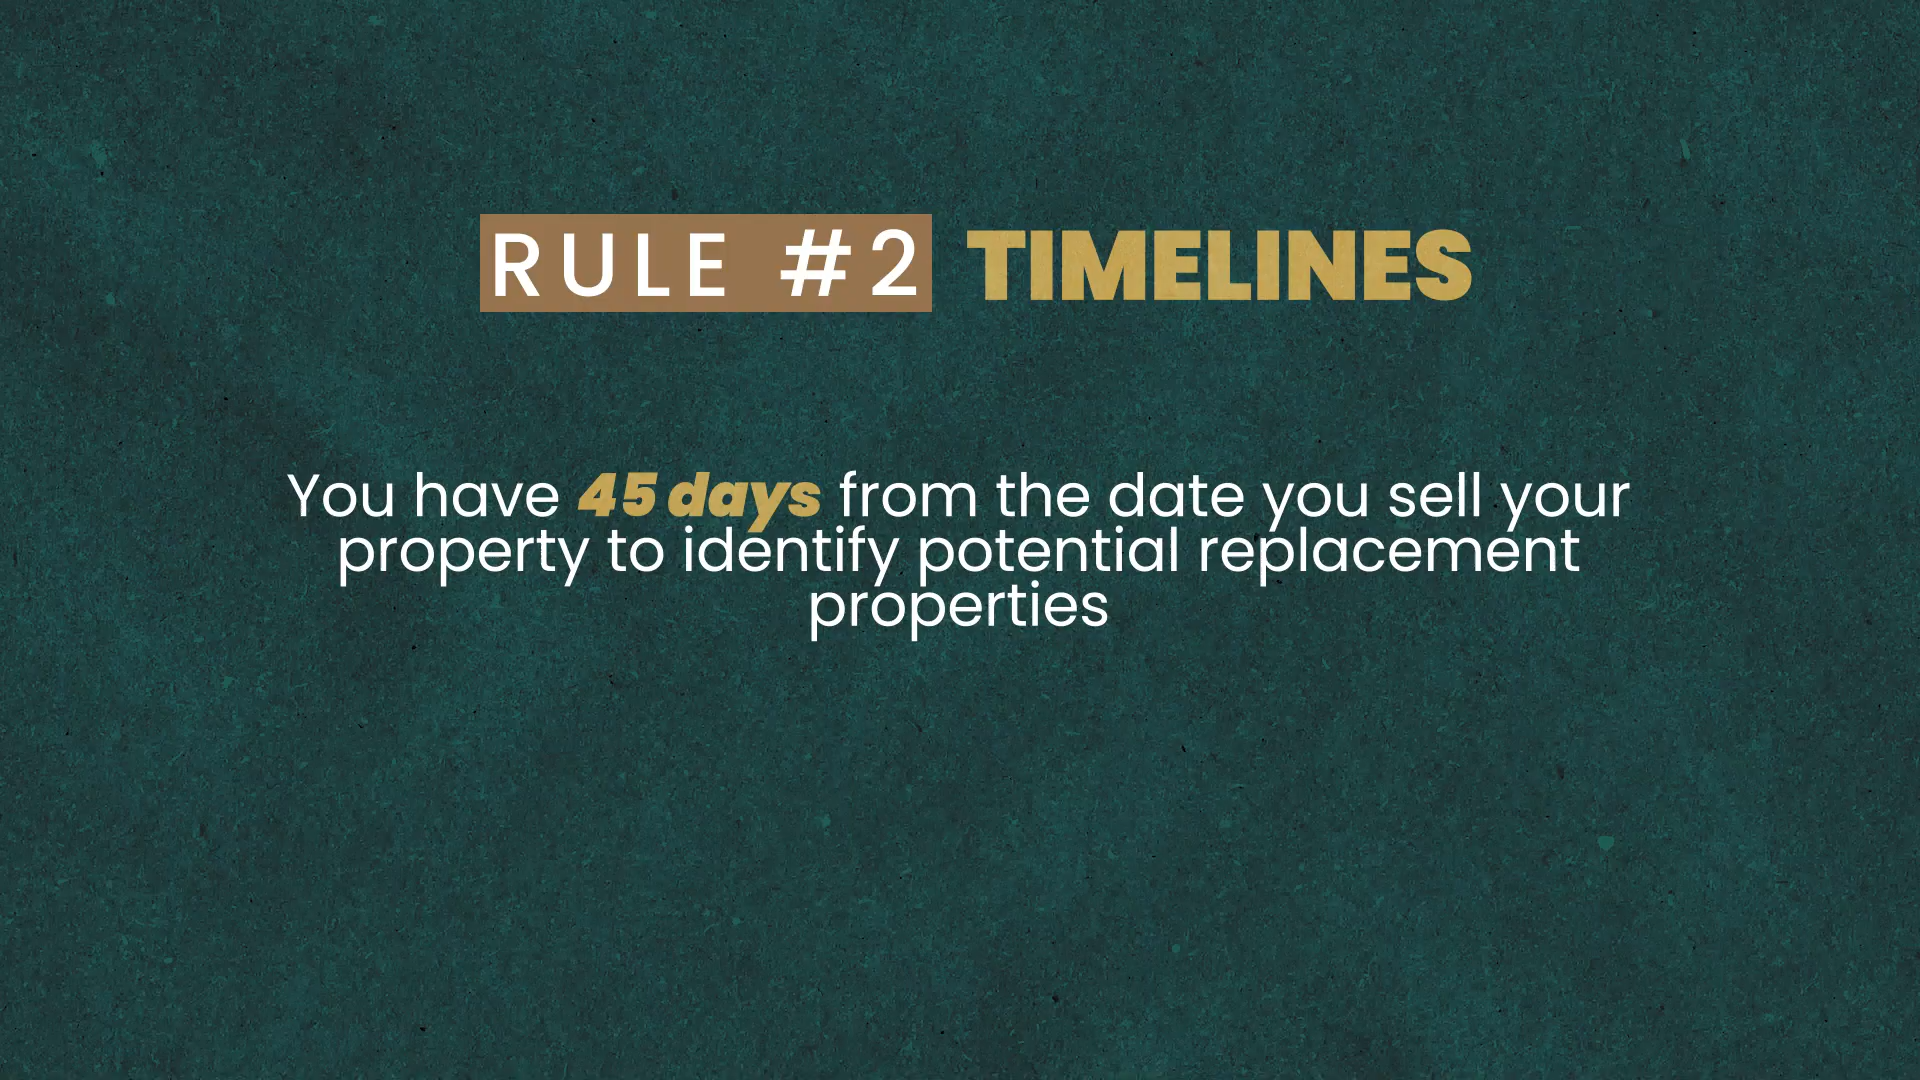 RULE #2 TIMELINES
You have 45 days from the date you sell your
property to identify potential replacement
properties